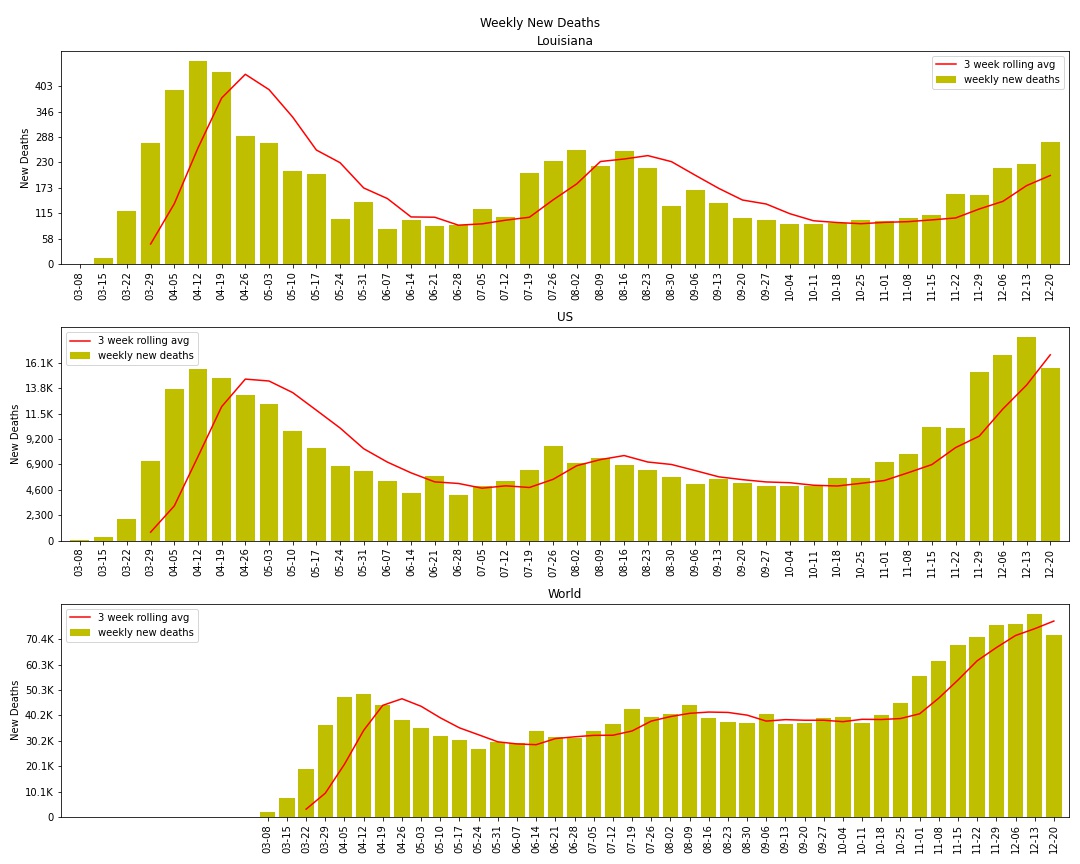 Weekly New Deaths
Louisiana
3 week rolling avg
weekly new deaths
New Deaths
403
346
288
230
173
115
58
0
03-08 03-15 03-22 03-29 04-05 04-12 04-19 04-26 05-03 05-10 05-17 05-24 05-31 06-07 06-14 06-21 06-28 07-05 07-12 07-19 07-26 08-02 08-09 08-16 08-23 08-30 09-06 09-13 09-20 09-27 10-04 10-11 10-18 10-25 11-01 11-08 11-15 11-22 11-29 12-06 12-13 12-20
US
3 week rolling avg
weekly new deaths
New Deaths
16.1K
13.8K
11.5K
9,200
6,900
4,600
2,300
0
03-08 03-15 03-22 03-29 04-05 04-12 04-19 04-26 05-03 05-10 05-17 05-24 05-31 06-07 06-14 06-21 06-28 07-05 07-12 07-19 07-26 08-02 08-09 08-16 08-23 08-30 09-06 09-13 09-20 09-27 10-04 10-11 10-18 10-25 11-01 11-08 11-15 11-22 11-29 12-06 12-13 12-20
World
3 week rolling avg
weekly new deaths
New Deaths
70.4K
60.3K
50.3K
40.2K
30.2K
20.1K
10.1K
0
03-08 03-15 03-22 03-29 04-05 04-12 04-19 04-26 05-03 05-10 05-17 05-24 05-31 06-07 06-14 06-21 06-28 07-05 07-12 07-19 07-26 08-02 08-09 08-16 08-23 08-30 09-06 09-13 09-20 09-27 10-04 10-11 10-18 10-25 11-01 11-08 11-15 11-22 11-29 12-06 12-13 12-20